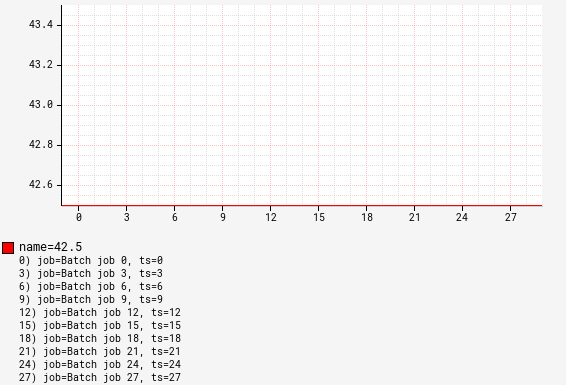 43.4
43.2
43.0
42.8
42.6
0 3 6 9 12 15 18 21 24 27
name=42.5
0) job=Batch job 0, ts=0
3) job=Batch job 3, ts=3
6) job=Batch job 6, ts=6
9) job=Batch job 9, ts=9
12) job=Batch job 12, ts=12
15) job=Batch job 15, ts=15
18) job=Batch job 18, ts=18
21) job=Batch job 21, ts=21
24) job=Batch job 24, ts=24
27) job=Batch job 27, ts=27